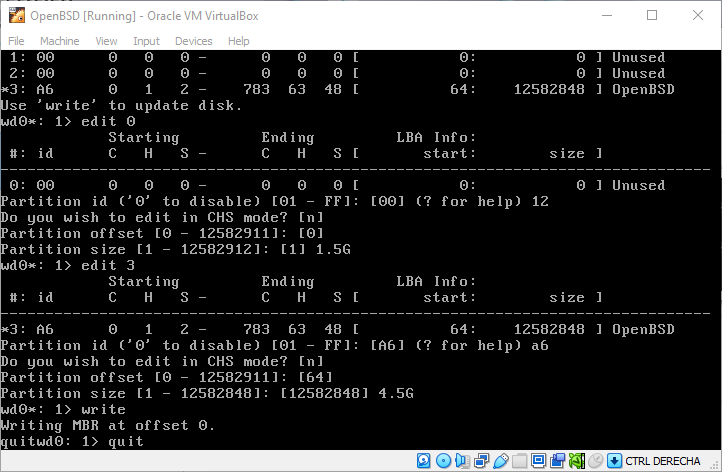 OpenBSD [Running] - Oracle VM VirtualBox
File Machine View Input Devices Help
1: 00 0 0 0 - 0 0 0 [ 0: 0 ] Unused
2: 00 0 0 0 - 0 0 0 [ 0: 0 ] Unused
*3: A6 0 1 2 - 783 63 48 [ 64: 12582848 ] OpenBSD
Use 'write' to update disk.
wd0*: 1> edit 0
Starting Ending LBA Info:
#: id C H S - C H S [ start: size ]
-------------------------------------------------------------------------------
0: 00 0 0 0 - 0 0 0 [ 0: 0 ] Unused
Partition id ('0' to disable) [01 - FF]: [00] (? for help) 12
Do you wish to edit in CHS mode? [n]
Partition offset [0 - 12582911]: [0]
Partition size [1 - 12582912]: [1] 1.5G
wd0*: 1> edit 3
Starting Ending LBA Info:
#: id C H S - C H S [ start: size ]
-------------------------------------------------------------------------------
*3: A6 0 1 2 - 783 63 48 [ 64: 12582848 ] OpenBSD
Partition id ('0' to disable) [01 - FF]: [A6] (? for help) a6
Do you wish to edit in CHS mode? [n]
Partition offset [0 - 12582911]: [64]
Partition size [1 - 12582848]: [12582848] 4.5G
wd0*: 1> write
Writing MBR at offset 0.
quitwd0: 1> quit
CTRL DERECHA